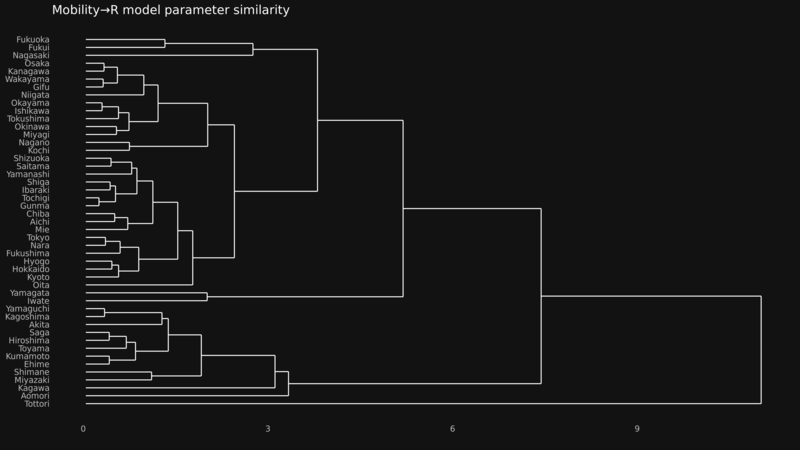 Mobility→R model parameter similarity
Fukuoka
Fukui
Nagasaki
Osaka
Kanagawa
Wakayama
Gifu
Niigata
Okayama
Ishikawa
Tokushima
Okinawa
Miyagi
Nagano
Kochi
Shizuoka
Saitama
Yamanashi
Shiga
Ibaraki
Tochigi
Gunma
Chiba
Aichi
Mie
Tokyo
Nara
Fukushima
Hyogo
Hokkaido
Kyoto
Oita
Yamagata
Iwate
Yamaguchi
Kagoshima
Akita
Saga
Hiroshima
Toyama
Kumamoto
Ehime
Shimane
Miyazaki
Kagawa
Aomori
Tottori
0 3 6 9